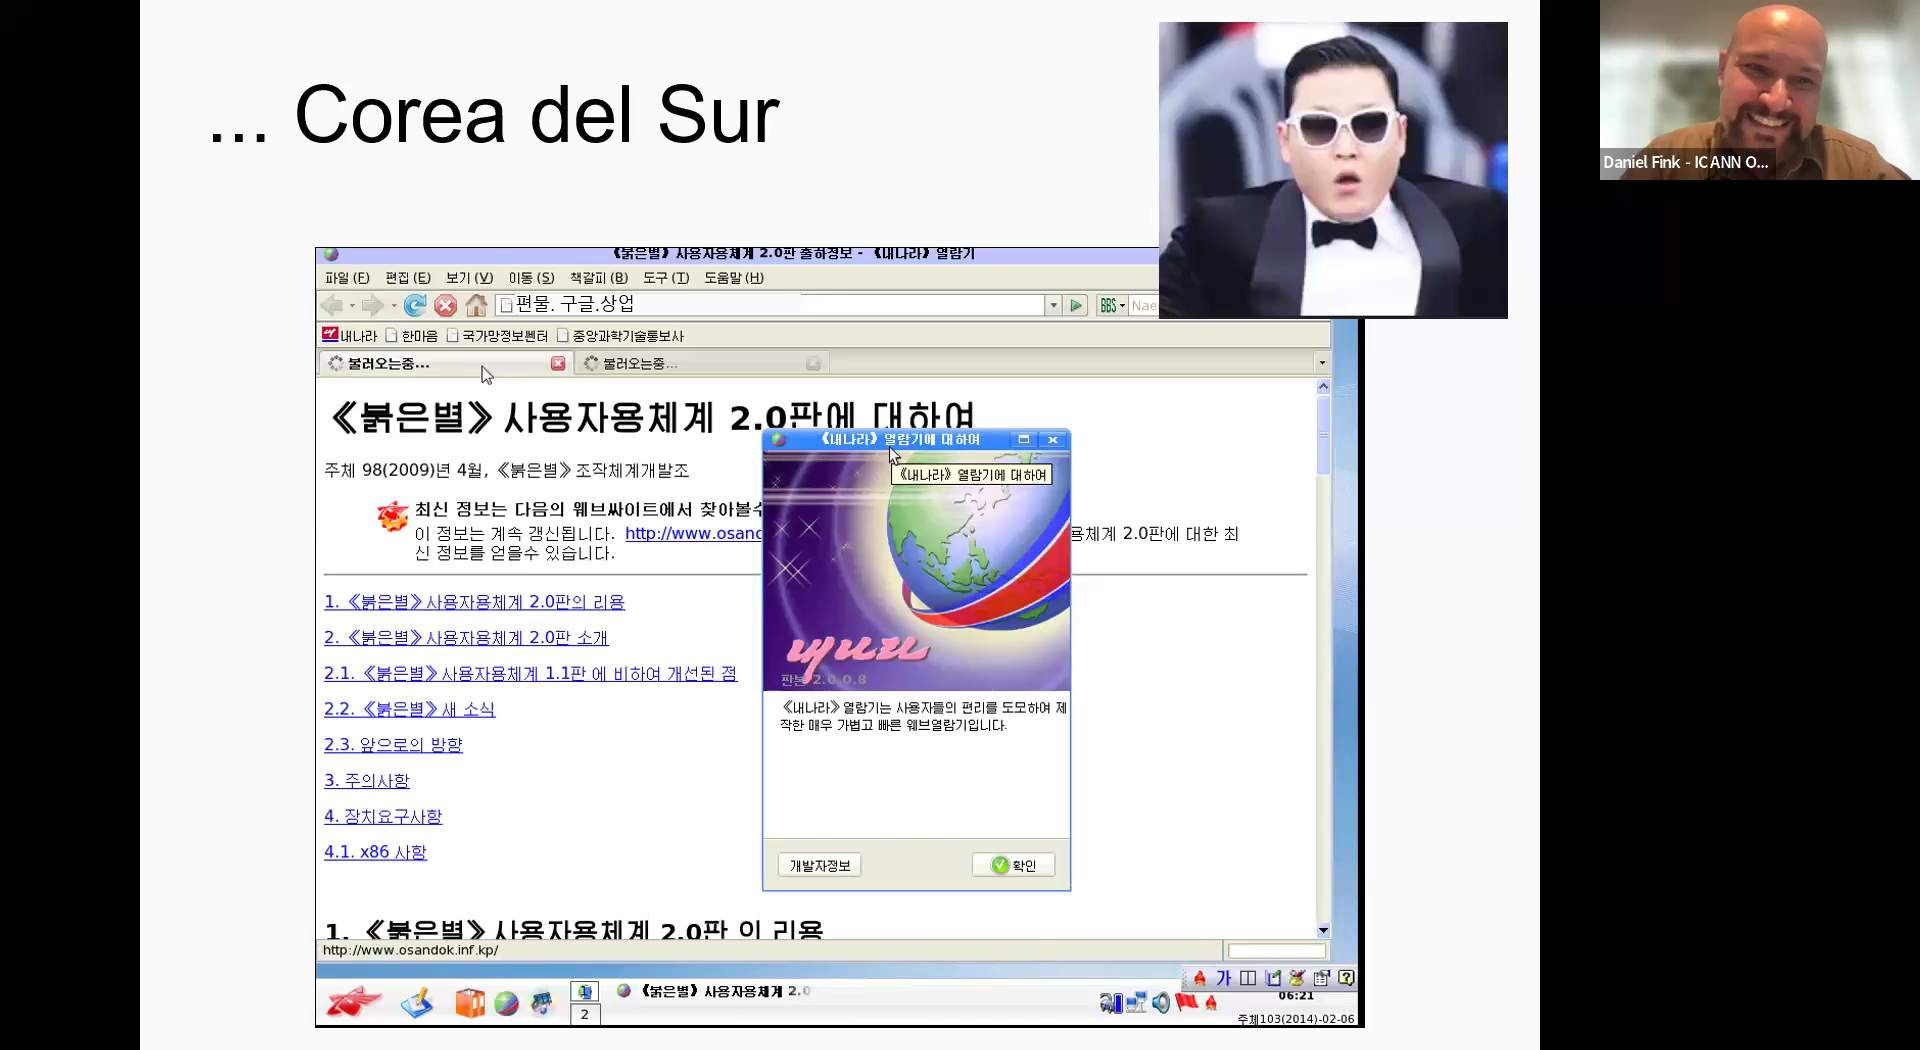 ... Corea del Sur
Daniel Fink - ICANN O...
《붉은별》사용자용체계 2.0판 출하정보 - 《내나라》열람기
파일 (F) 편집 (E) 보기 (V) 이동 (S) 책갈피 (B) 도구 (T) 도움말 (H)
편물. 구글.상업
BBS
Nae
내나라 한마음 국가망정보쎈터 중앙과학기술통보사
불러오는중... 불러오는중...
《붉은별》사용자용체계 2.0판에 대하여
주체 98(2009)년 4월, 《붉은별》조작체계개발조
최신 정보는 다음의 웨브싸이트에서 찾아볼수
이 정보는 계속 갱신됩니다. http://www.osand
용체계 2.0판에 대한 최
신 정보를 얻을수 있습니다.
1. 《붉은별》사용자용체계 2.0판의 리용
2. 《붉은별》사용자용체계 2.0판 소개
2.1. 《붉은별》사용자용체계 1.1판 에 비하여 개선된 점
2.2. 《붉은별》새 소식
2.3. 앞으로의 방향
3. 주의사항
4. 장치요구사항
4.1. x86 사항
1. 《붉은별》사용자용체계 2.0판 의 리용
《내나라》열람기에 대하여
《내나라》열람기에 대하여
내나라
판본 2.0.0.8
《내나라》열람기는 사용자들의 편리를 도모하여 제
작한 매우 가볍고 빠른 웨브열람기입니다.
개발자정보 확인
http://www.osandok.inf.kp/
가
2
《붉은별》사용자용체계 2.0
06:21
주체103(2014)-02-06